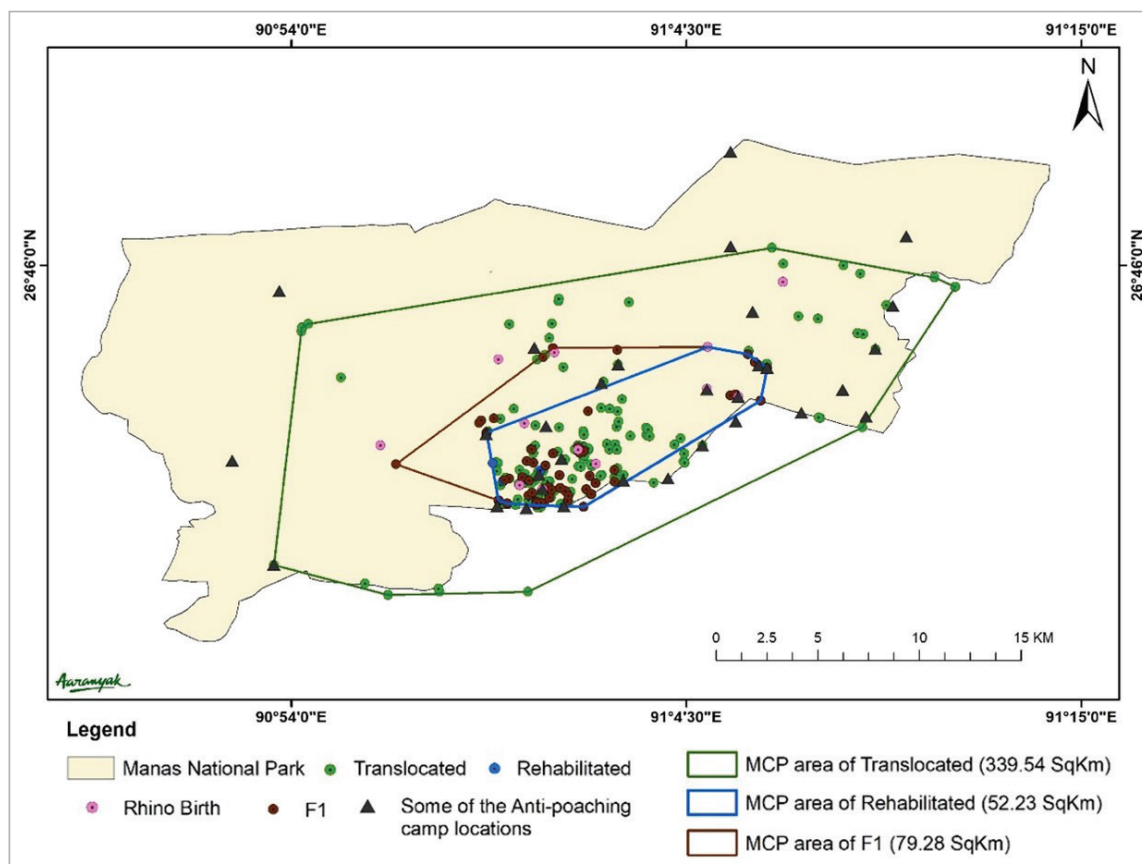 90°54'0"E 91°4'30"E 91°15'0"E
N
26°46'0"N 26°46'0"N
0 2.5 5 10 15 KM
Aaranyak
90°54'0"E 91°4'30"E 91°15'0"E
Legend
Manas National Park Translocated Rehabilitated
Rhino Birth F1 Some of the Anti-poaching
camp locations
MCP area of Translocated (339.54 SqKm)
MCP area of Rehabilitated (52.23 SqKm)
MCP area of F1 (79.28 SqKm)